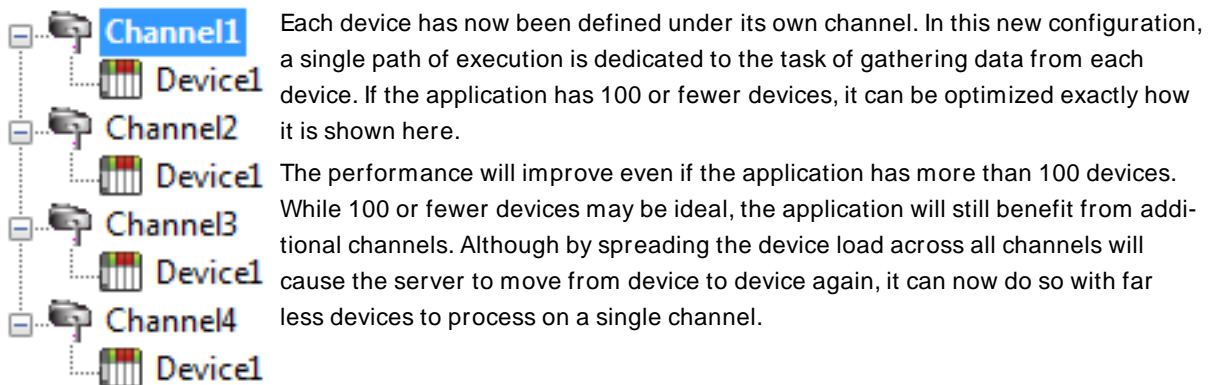 Channel1
Device1
Channel2
Device1
Channel3
Device1
Channel4
Device1
Each device has now been defined under its own channel. In this new configuration,
a single path of execution is dedicated to the task of gathering data from each
device. If the application has 100 or fewer devices, it can be optimized exactly how
it is shown here.
The performance will improve even if the application has more than 100 devices.
While 100 or fewer devices may be ideal, the application will still benefit from addi-
tional channels. Although by spreading the device load across all channels will
cause the server to move from device to device again, it can now do so with far
less devices to process on a single channel.